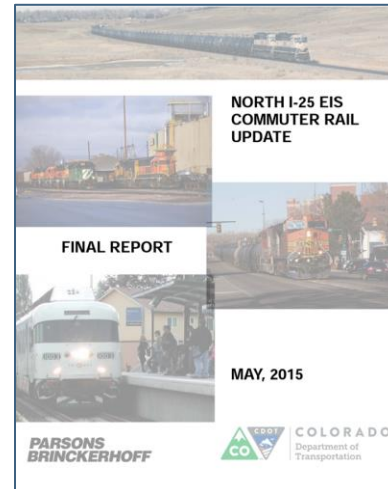 NORTH I-25 EIS
COMMUTER RAIL
UPDATE
FINAL REPORT
MAY, 2015
PARSONS
BRINCKERHOFF
CO
CDOT
COLORADO
Department of
Transportation